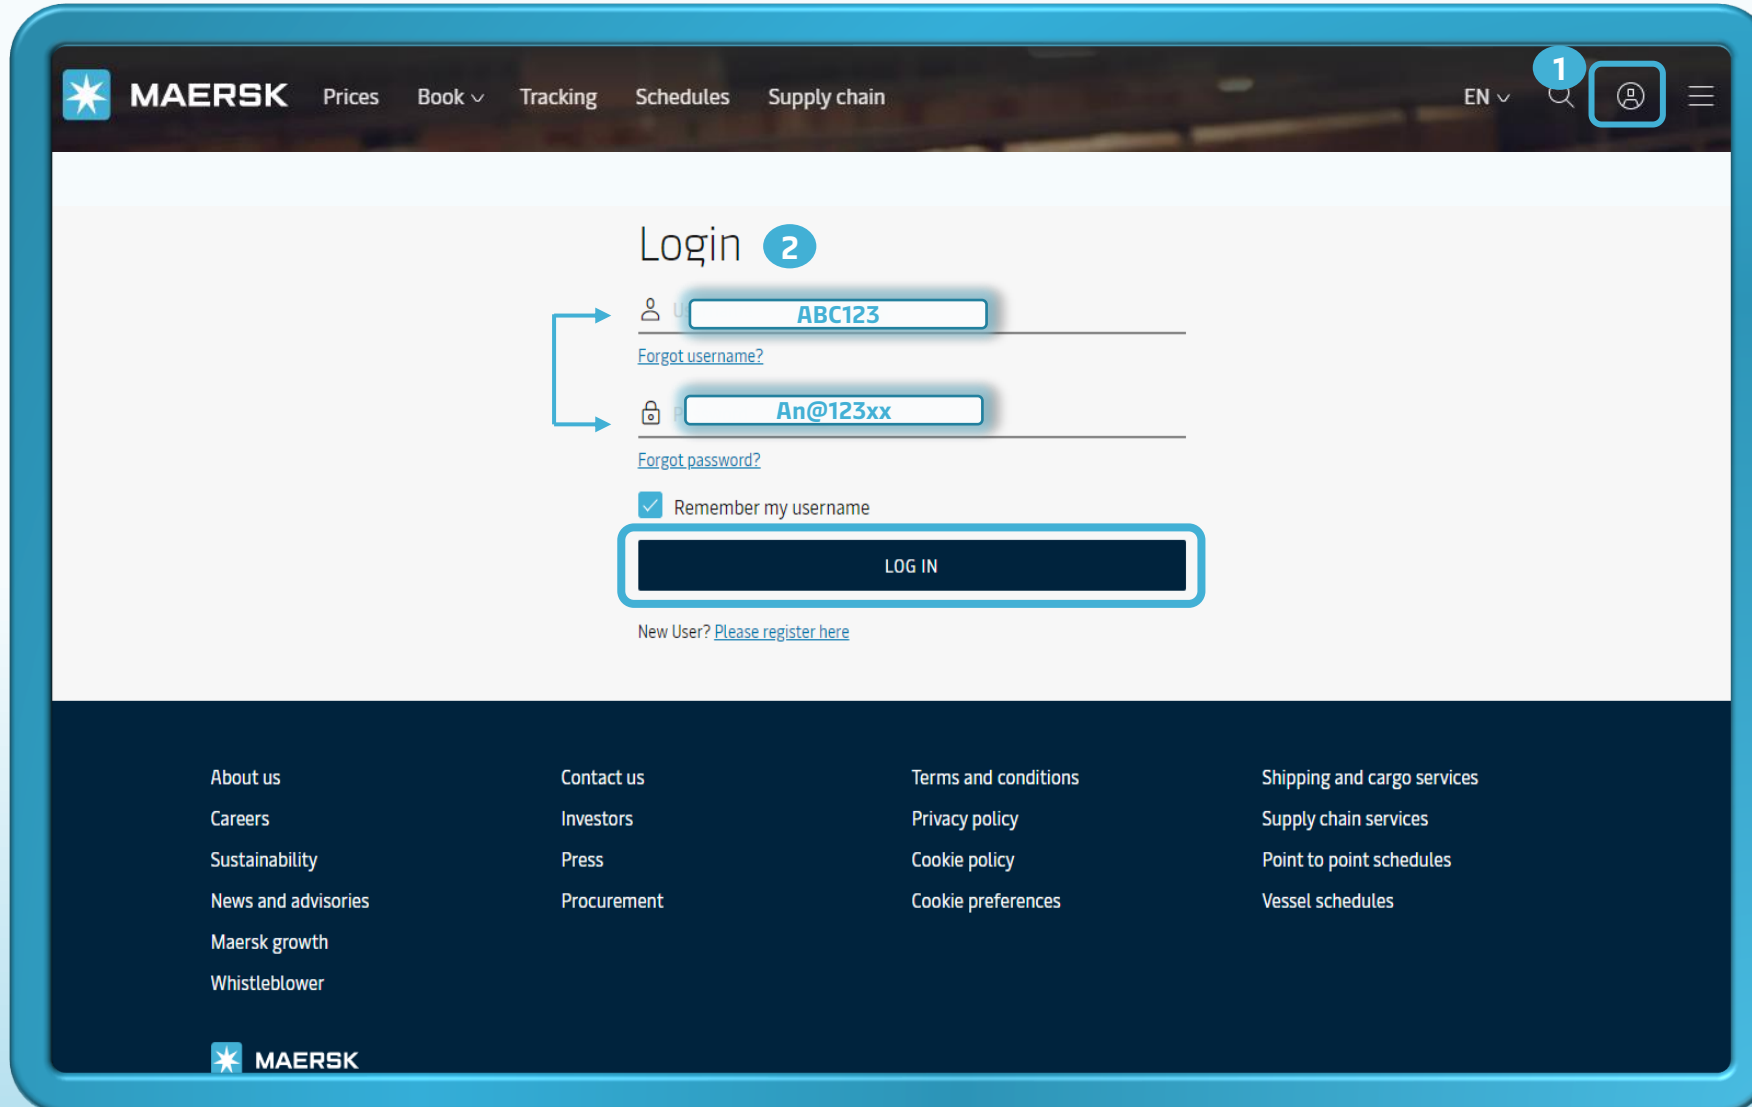 MAERSK Prices Book Tracking Schedules Supply chain EN 1
Login 2
U ABC123
Forgot username?
P An@123xx
Forgot password?
Remember my username
LOG IN
New User? Please register here
About us Contact us Terms and conditions Shipping and cargo services
Careers Investors Privacy policy Supply chain services
Sustainability Press Cookie policy Point to point schedules
News and advisories Procurement Cookie preferences Vessel schedules
Maersk growth
Whistleblower
MAERSK